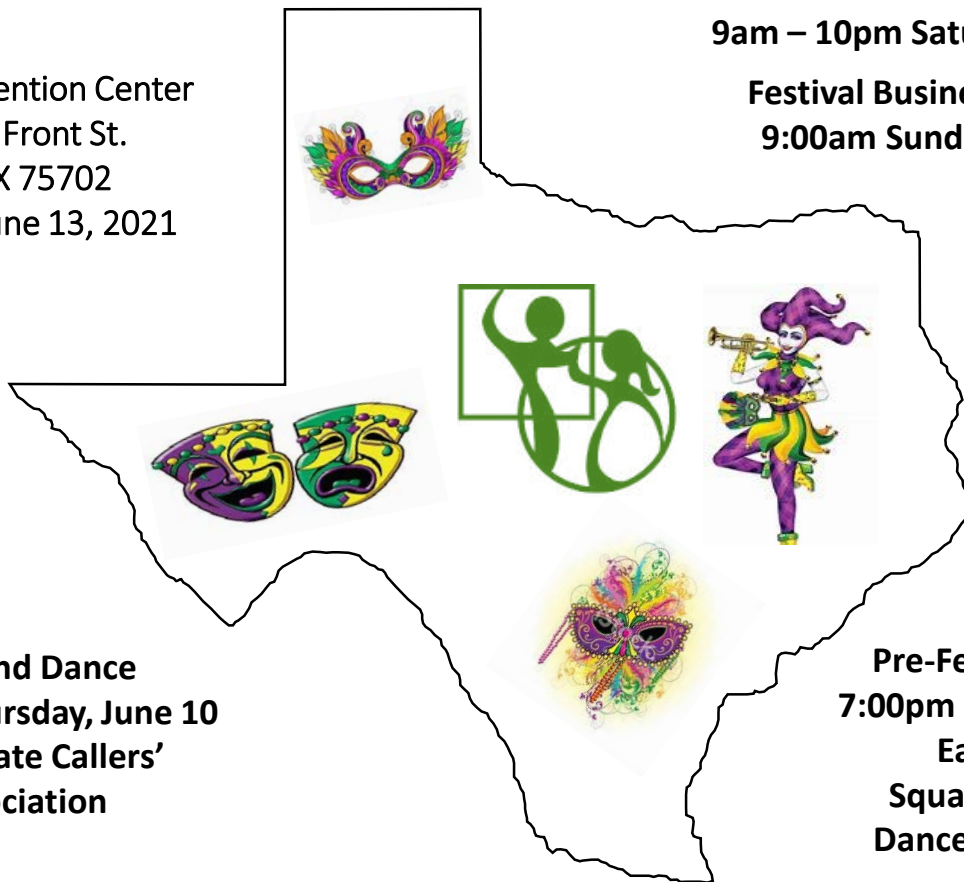 ention Center
Front St.
X 75702
une 13, 2021
9am – 10pm Satu
Festival Busine
9:00am Sund
nd Dance
ursday, June 10
ate Callers’
ociation
Pre-Fe
7:00pm
Ea
Squa
Dance